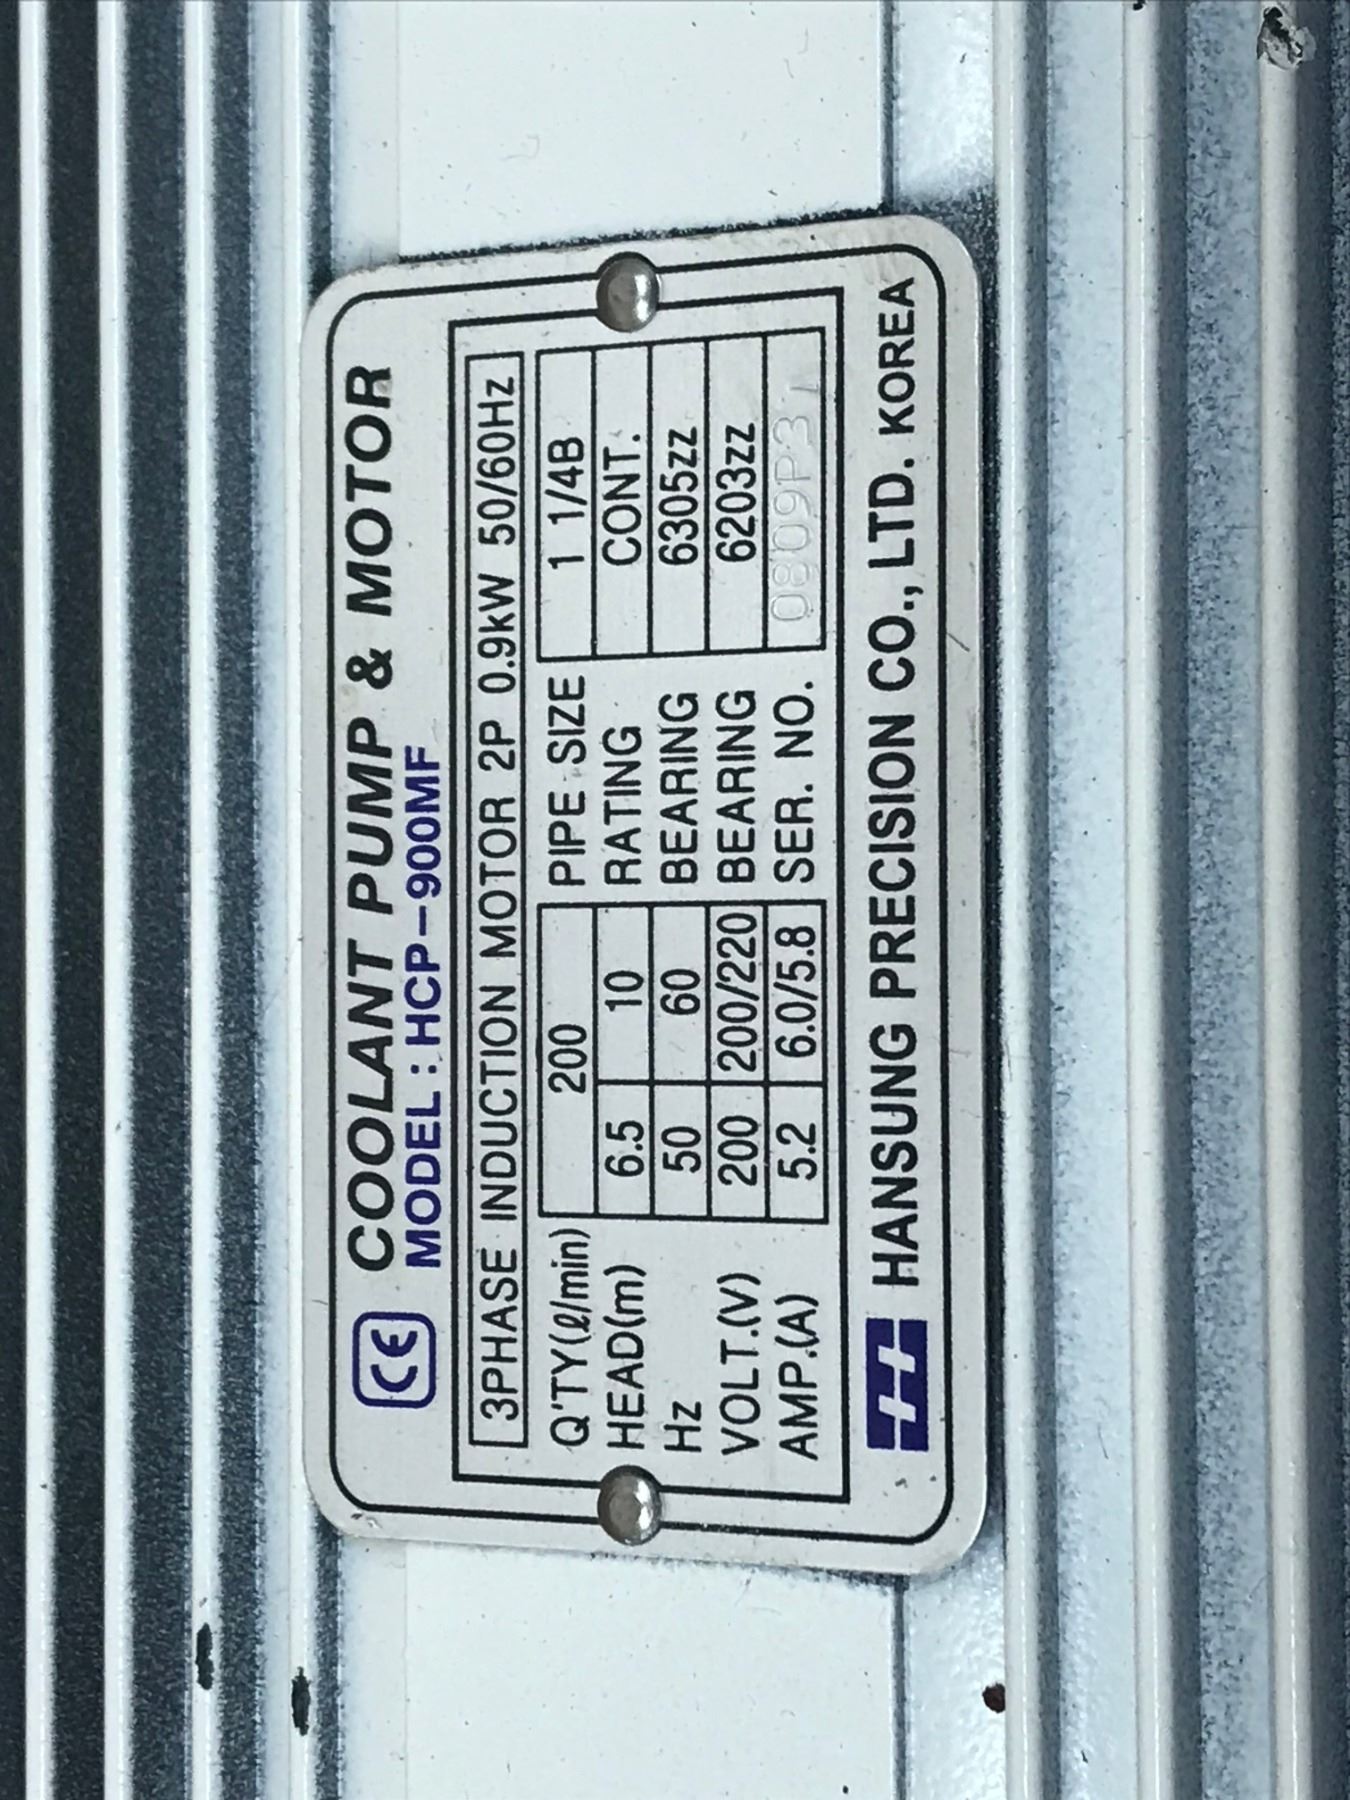 CE COOLANT PUMP & MOTOR
MODEL : HCP-900MF
3PHASE INDUCTION MOTOR 2P 0.9kW 50/60Hz
Q'TY(ℓ/min) 200 PIPE SIZE 1 1/4B
HEAD(m) 6.5 10 RATING CONT.
Hz 50 60 BEARING 6305zz
VOLT.(V) 200 200/220 BEARING 6203zz
AMP.(A) 5.2 6.0/5.8 SER. NO. 0809P3
HANSUNG PRECISION CO., LTD. KOREA